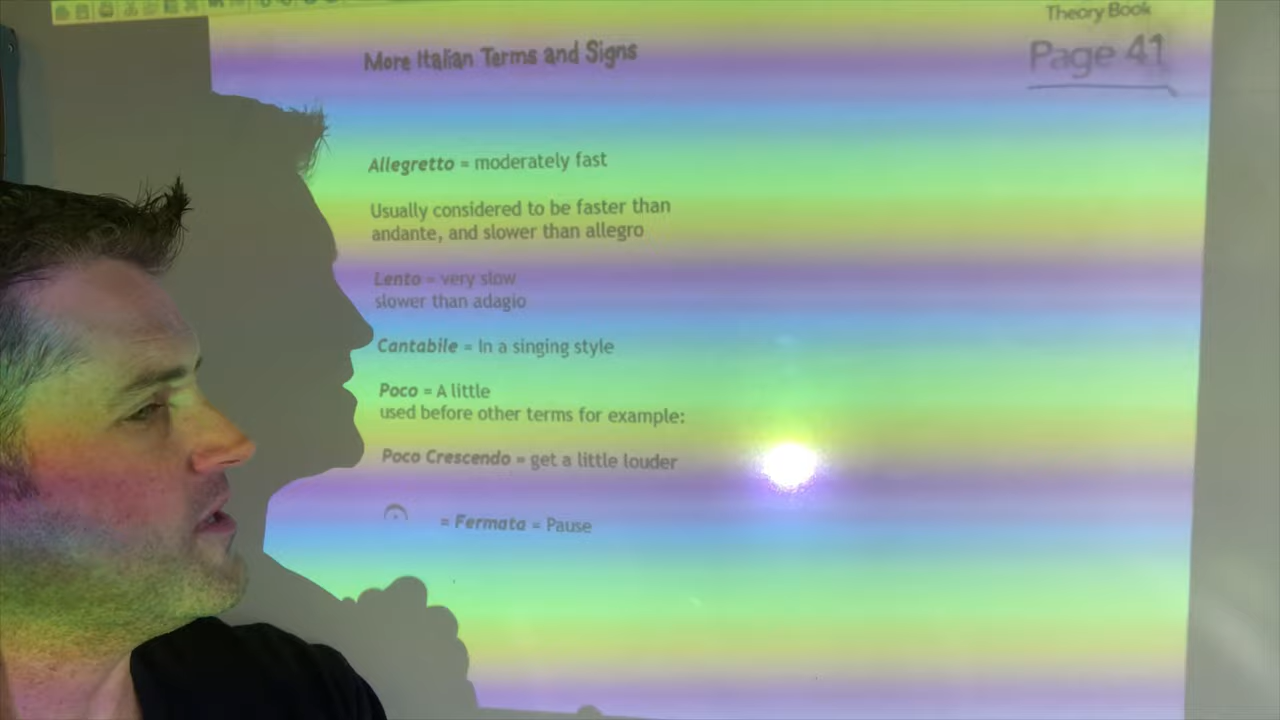 Theory Book
Page 41
More Italian Terms and Signs
Allegretto = moderately fast
Usually considered to be faster than
andante, and slower than allegro
Lento = very slow
slower than adagio
Cantabile = In a singing style
Poco = A little
used before other terms for example:
Poco Crescendo = get a little louder
= Fermata = Pause